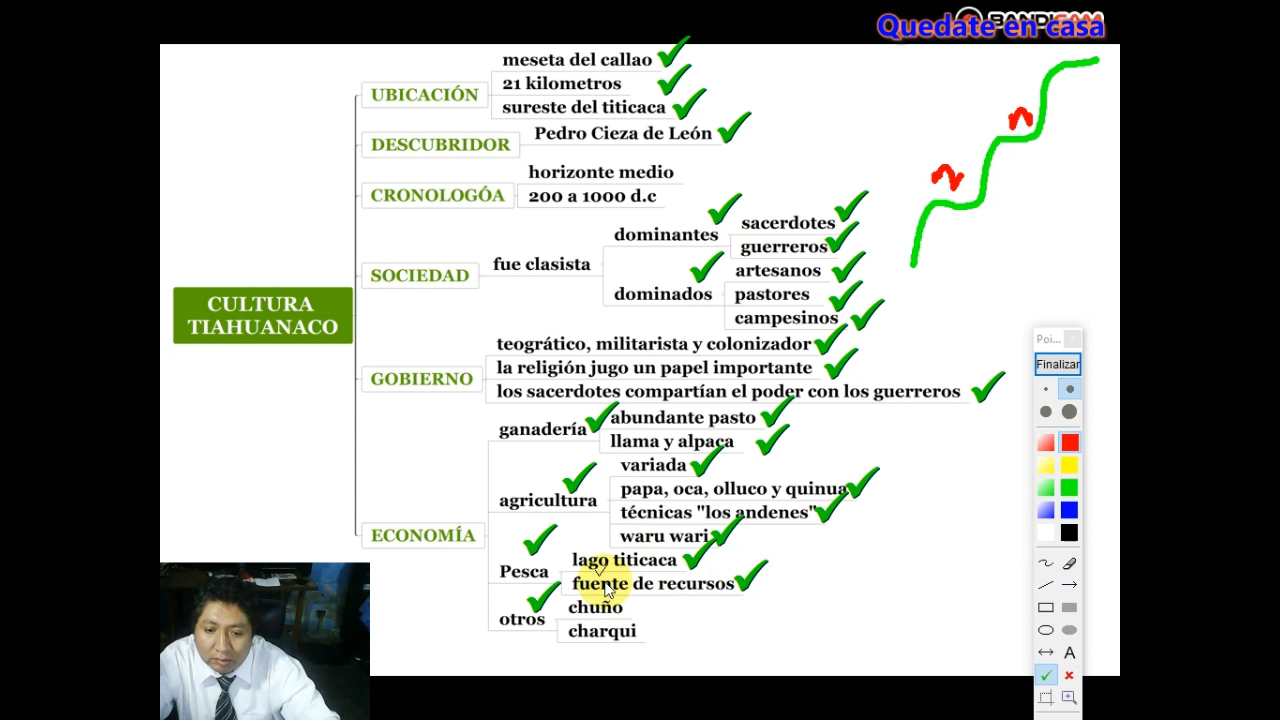 BANDICAM
Quedate en casa
CULTURA
TIAHUANACO
UBICACIÓN
meseta del callao
21 kilometros
sureste del titicaca
DESCUBRIDOR
Pedro Cieza de León
CRONOLOGÓA
horizonte medio
200 a 1000 d.c
SOCIEDAD
fue clasista
dominantes
sacerdotes
guerreros
dominados
artesanos
pastores
campesinos
GOBIERNO
teogrático, militarista y colonizador
la religión jugo un papel importante
los sacerdotes compartían el poder con los guerreros
ECONOMÍA
ganadería
abundante pasto
llama y alpaca
agricultura
variada
papa, oca, olluco y quinua
técnicas "los andenes"
waru wari
Pesca
lago titicaca
fuente de recursos
otros
chuño
charqui
Poi...
Finalizar
A